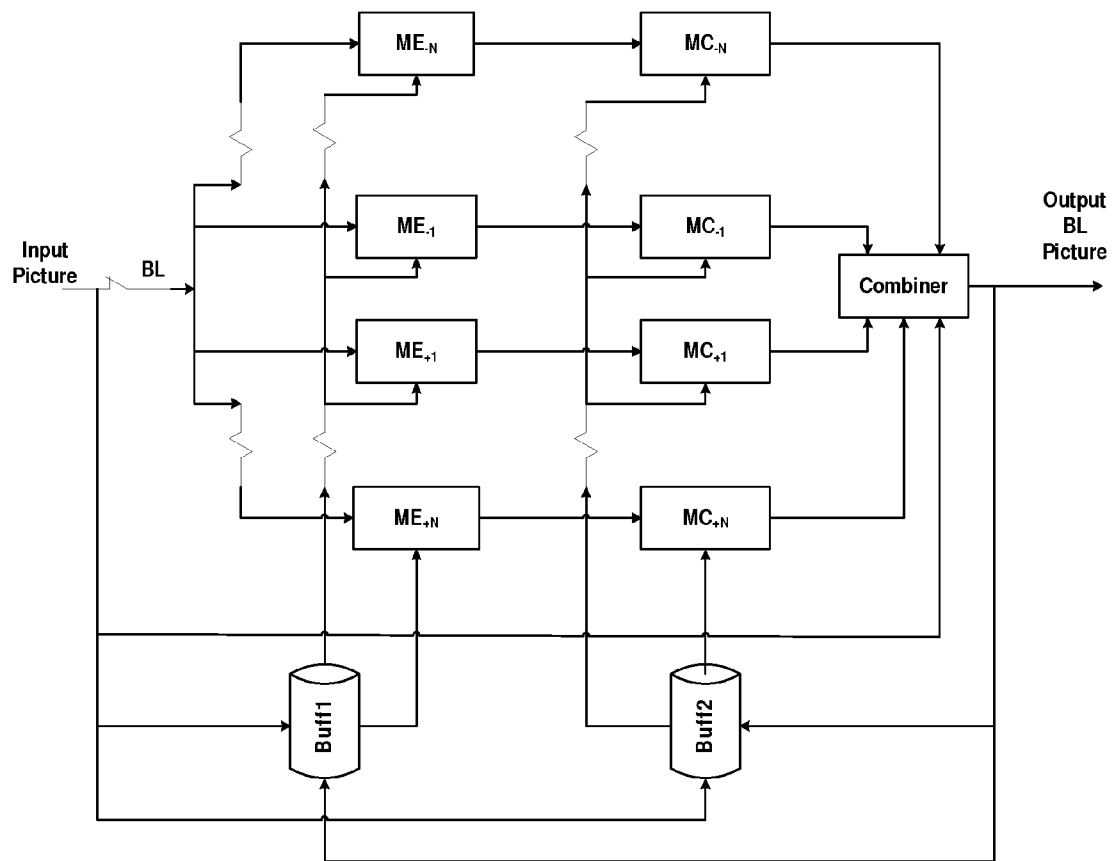 ME-N
MC-N
ME-1
MC-1
Output
BL
Picture
Input
Picture
BL
Combiner
ME+1
MC+1
ME+N
MC+N
Buff1
Buff2